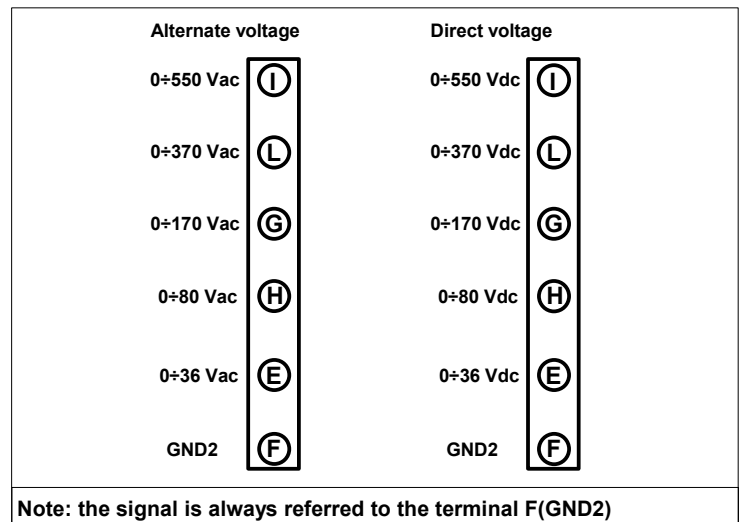 Alternate voltage Direct voltage
0÷550 Vac I 0÷550 Vdc I
0÷370 Vac L 0÷370 Vdc L
0÷170 Vac G 0÷170 Vdc G
0÷80 Vac H 0÷80 Vdc H
0÷36 Vac E 0÷36 Vdc E
GND2 F GND2 F
Note: the signal is always referred to the terminal F(GND2)